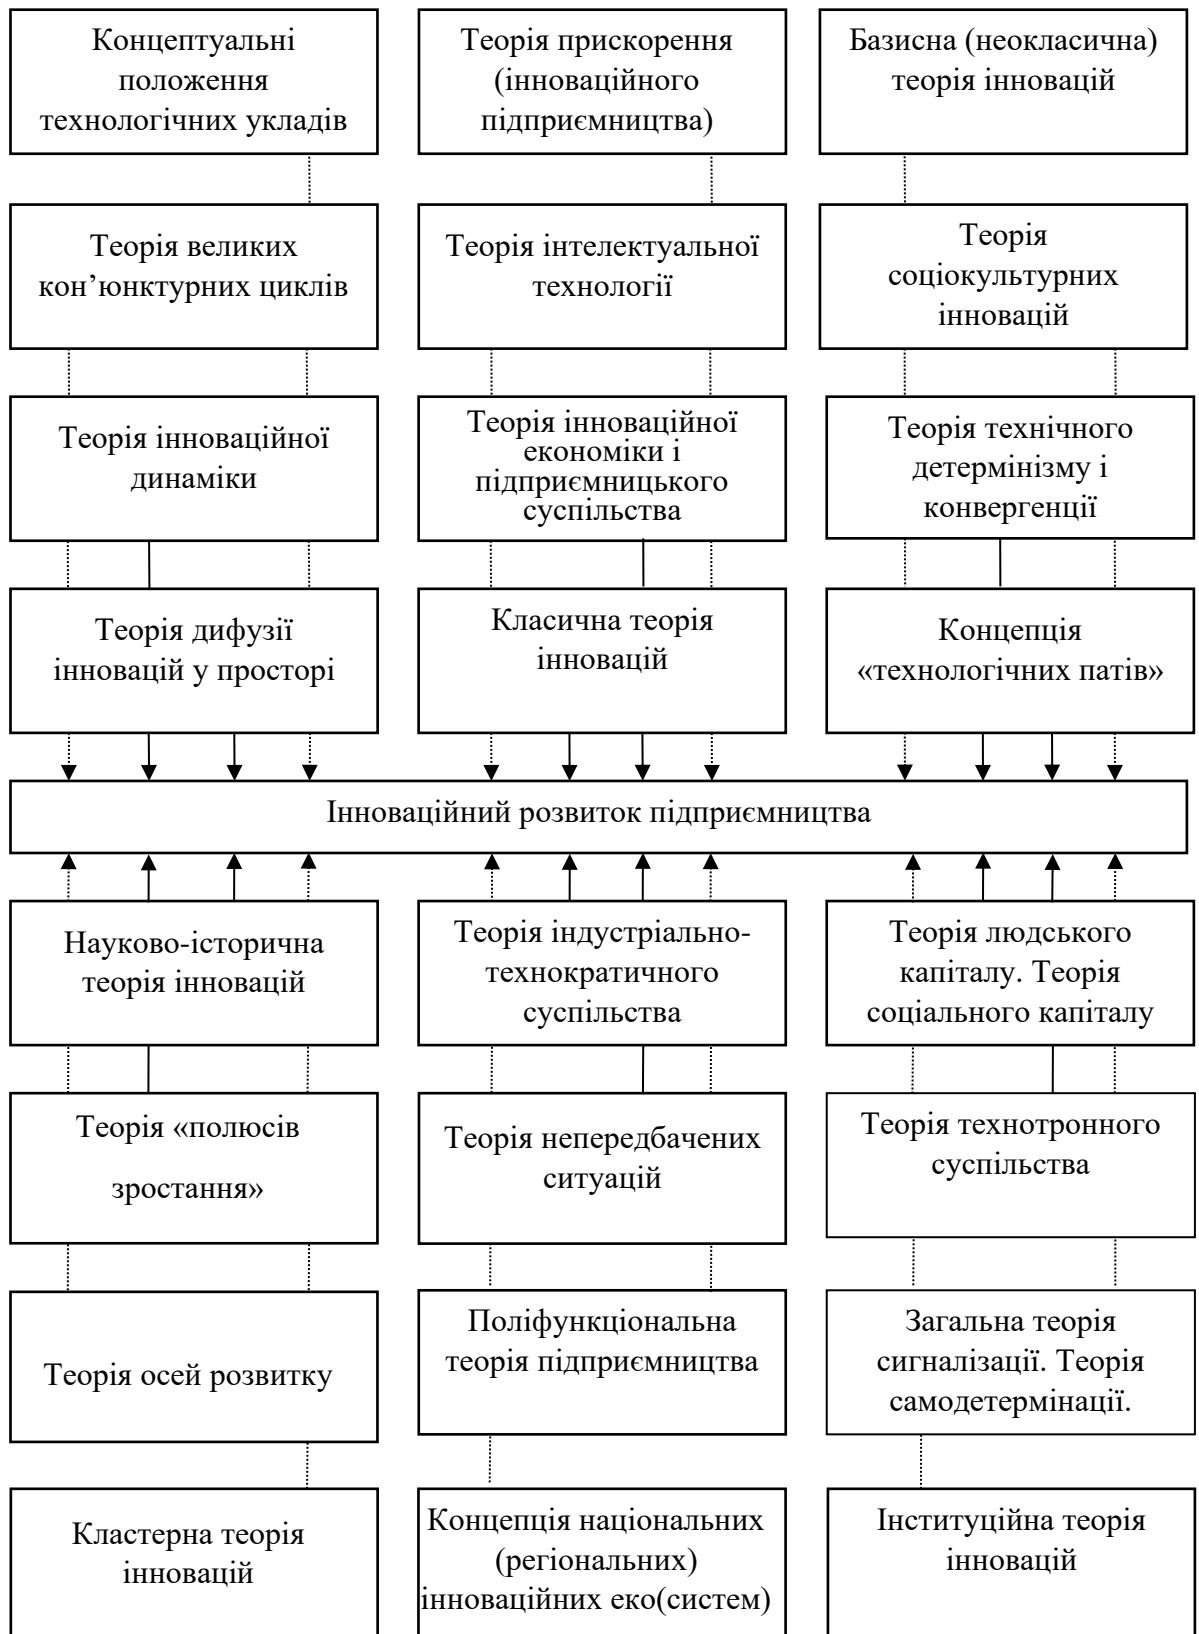 Концептуальні
положення
технологічних укладів
Теорія прискорення
(інноваційного
підприємництва)
Базисна (неокласична)
теорія інновацій
Теорія великих
кон’юнктурних циклів
Теорія інтелектуальної
технології
Теорія
соціокультурних
інновацій
Теорія інноваційної
динаміки
Теорія інноваційної
економіки і
підприємницького
суспільства
Теорія технічного
детермінізму і
конвергенції
Теорія дифузії
інновацій у просторі
Класична теорія
інновацій
Концепція
«технологічних патів»
Інноваційний розвиток підприємництва
Науково-історична
теорія інновацій
Теорія індустріально-
технократичного
суспільства
Теорія людського
капіталу. Теорія
соціального капіталу
Теорія «полюсів
зростання»
Теорія непередбачених
ситуацій
Теорія технотронного
суспільства
Теорія осей розвитку
Поліфункціональна
теорія підприємництва
Загальна теорія
сигналізації. Теорія
самодетермінації.
Кластерна теорія
інновацій
Концепція національних
(регіональних)
інноваційних еко(систем)
Інституційна теорія
інновацій